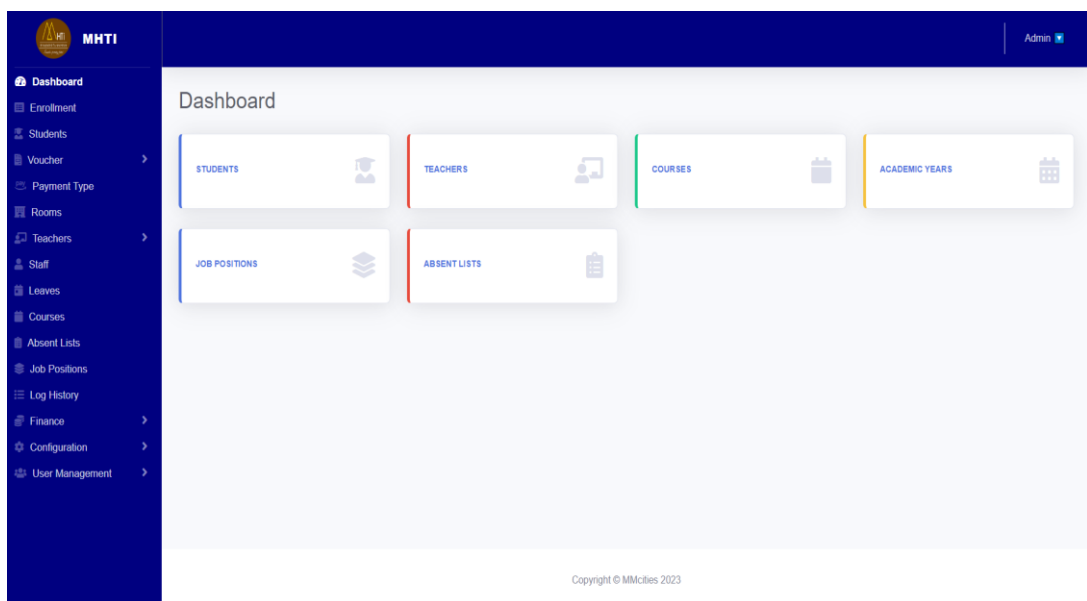 HTI
MHTI
Admin
Dashboard
Enrollment
Students
Voucher
Payment Type
Rooms
Teachers
Staff
Leaves
Courses
Absent Lists
Job Positions
Log History
Finance
Configuration
User Management
Dashboard
STUDENTS
TEACHERS
COURSES
ACADEMIC YEARS
JOB POSITIONS
ABSENT LISTS
Copyright © MMcities 2023